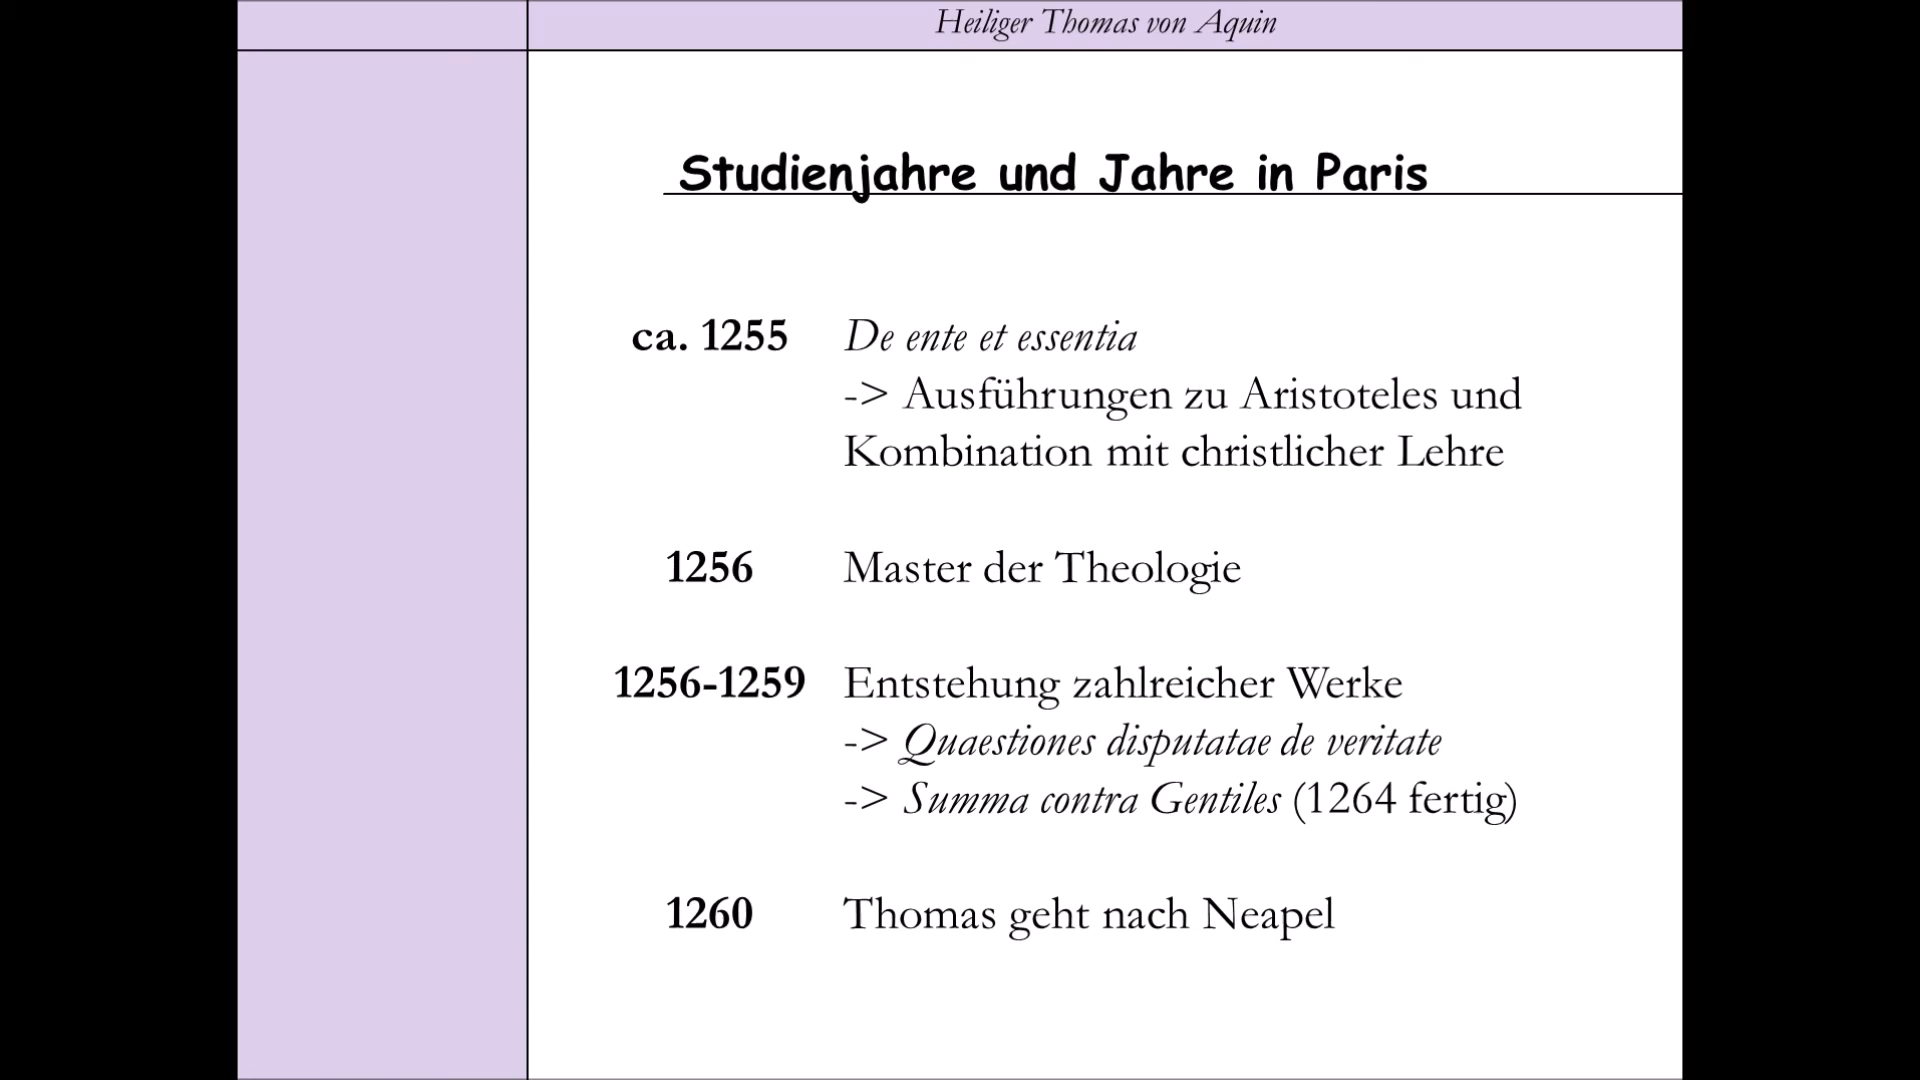 Heiliger Thomas von Aquin
Studienjahre und Jahre in Paris
ca. 1255 De ente et essentia
-> Ausführungen zu Aristoteles und
Kombination mit christlicher Lehre
1256 Master der Theologie
1256-1259 Entstehung zahlreicher Werke
-> Quaestiones disputatae de veritate
-> Summa contra Gentiles (1264 fertig)
1260 Thomas geht nach Neapel